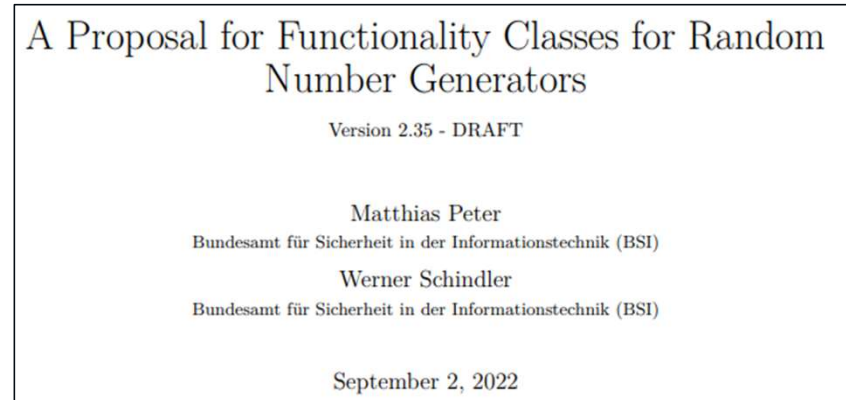 A Proposal for Functionality Classes for Random
Number Generators
Version 2.35 - DRAFT
Matthias Peter
Bundesamt für Sicherheit in der Informationstechnik (BSI)
Werner Schindler
Bundesamt für Sicherheit in der Informationstechnik (BSI)
September 2, 2022